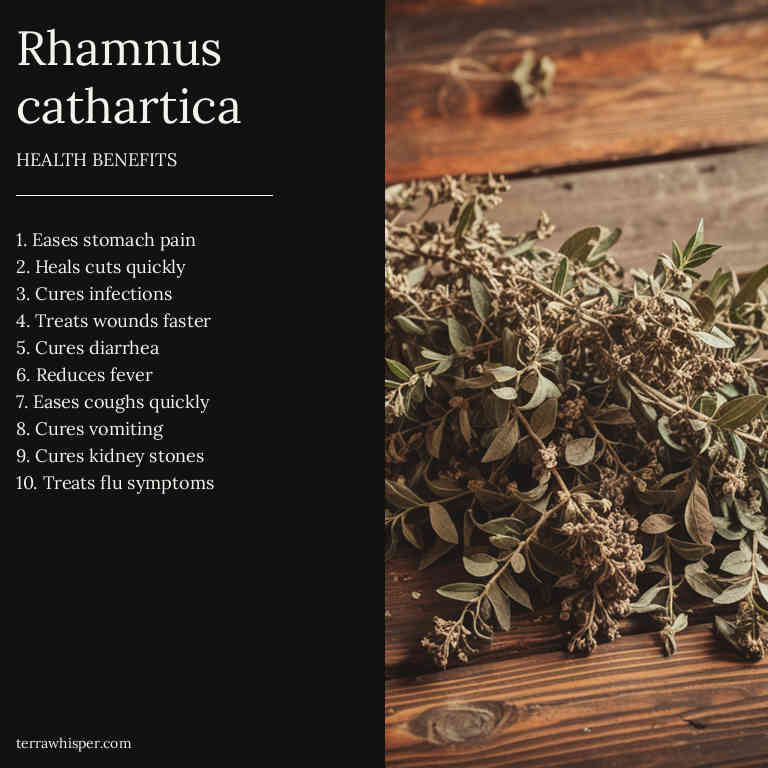 Rhamnus
cathartica
HEALTH BENEFITS
1. Eases stomach pain
2. Heals cuts quickly
3. Cures infections
4. Treats wounds faster
5. Cures diarrhea
6. Reduces fever
7. Eases coughs quickly
8. Cures vomiting
9. Cures kidney stones
10. Treats flu symptoms
terrawhisper.com